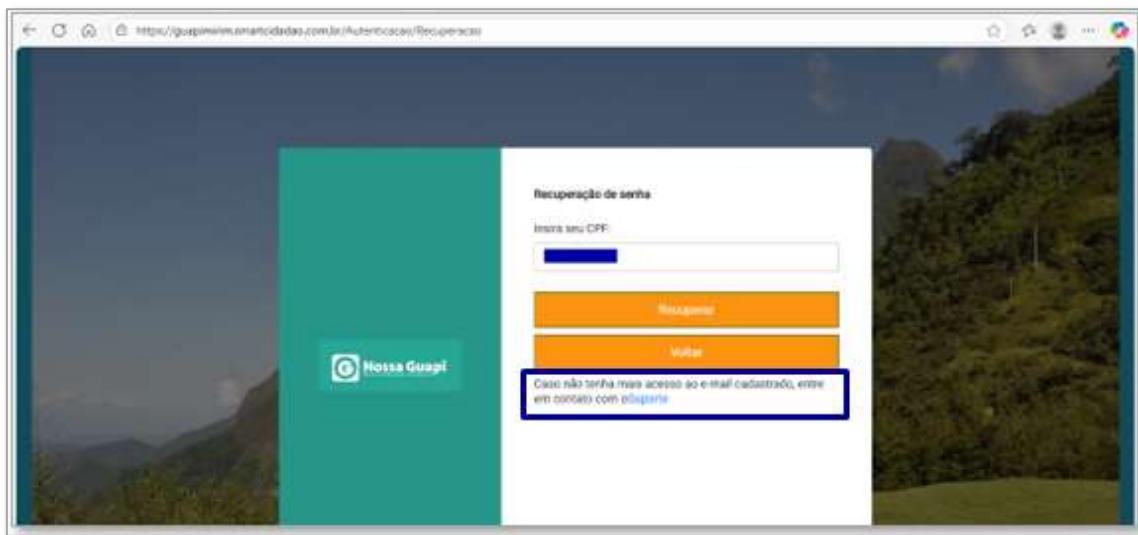 https://guapimirim.smartcidadao.com.br/Autenticacao/Recuperacao
Recuperação de senha
Insira seu CPF:
Recuperar
Voltar
G Nossa Guapi
Caso não tenha mais acesso ao e-mail cadastrado, entre
em contato com oSuporte